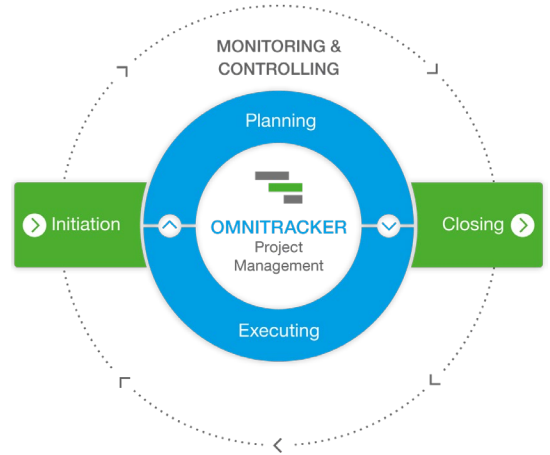 MONITORING &
CONTROLLING
Planning
Initiation
OMNITRACKER
Project
Management
Closing
Executing